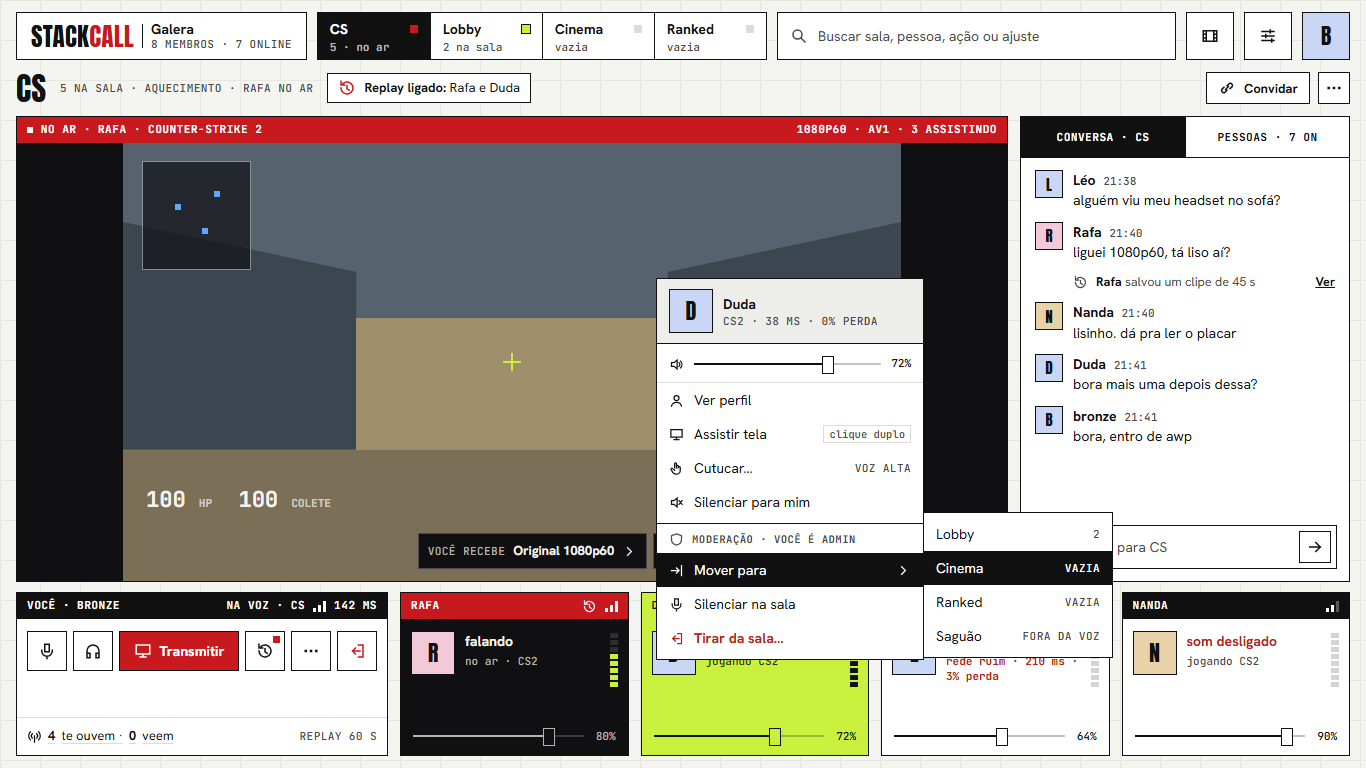 STACKCALL
Galera
8 MEMBROS · 7 ONLINE
CS
5 · no ar
Lobby
2 na sala
Cinema
vazia
Ranked
vazia
Buscar sala, pessoa, ação ou ajuste
B
CS
5 NA SALA · AQUECIMENTO · RAFA NO AR
Replay ligado: Rafa e Duda
Convidar
NO AR · RAFA · COUNTER-STRIKE 2
1080P60 · AV1 · 3 ASSISTINDO
100 HP 100 COLETE
VOCÊ RECEBE Original 1080p60
D
Duda
CS2 · 38 MS · 0% PERDA
72%
Ver perfil
Assistir tela clique duplo
Cutucar… VOZ ALTA
Silenciar para mim
MODERAÇÃO · VOCÊ É ADMIN
Mover para
Silenciar na sala
Tirar da sala…
Lobby 2
Cinema VAZIA
Ranked VAZIA
Saguão FORA DA VOZ
CONVERSA · CS
PESSOAS · 7 ON
L
Léo 21:38
alguém viu meu headset no sofá?
R
Rafa 21:40
liguei 1080p60, tá liso aí?
Rafa salvou um clipe de 45 s Ver
N
Nanda 21:40
lisinho. dá pra ler o placar
D
Duda 21:41
bora mais uma depois dessa?
B
bronze 21:41
bora, entro de awp
para CS
VOCÊ · BRONZE
NA VOZ · CS 142 MS
Transmitir
4 te ouvem · 0 veem
REPLAY 60 S
RAFA
R
falando
no ar · CS2
80%
jogando CS2
72%
rede ruim · 210 ms ·
3% perda
64%
NANDA
N
som desligado
jogando CS2
90%